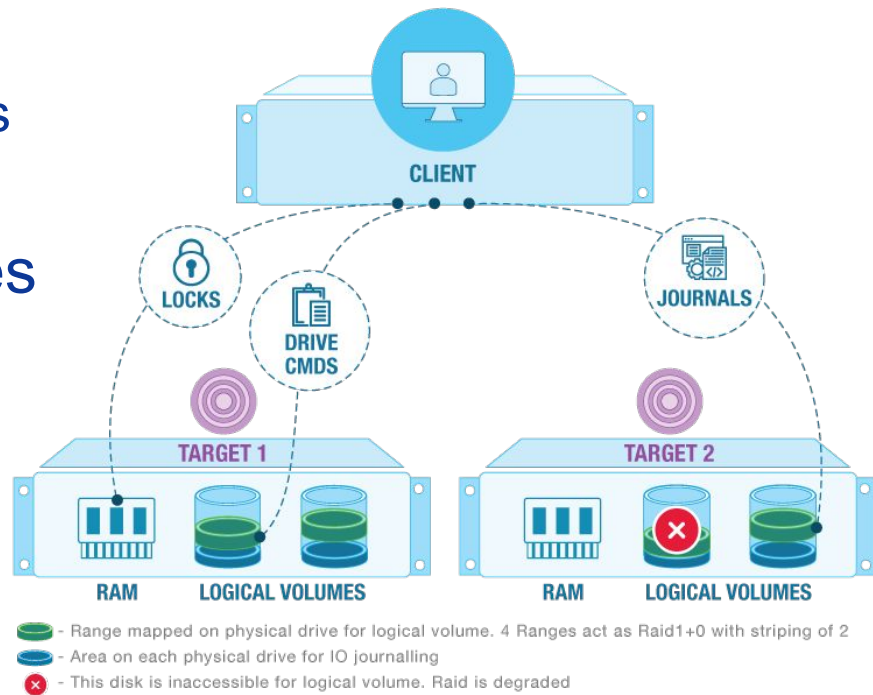 s
es
CLIENT
LOCKS
DRIVE
CMDS
JOURNALS
TARGET 1
TARGET 2
RAM
LOGICAL VOLUMES
RAM
LOGICAL VOLUMES
- Range mapped on physical drive for logical volume. 4 Ranges act as Raid1+0 with striping of 2
- Area on each physical drive for IO journalling
- This disk is inaccessible for logical volume. Raid is degraded